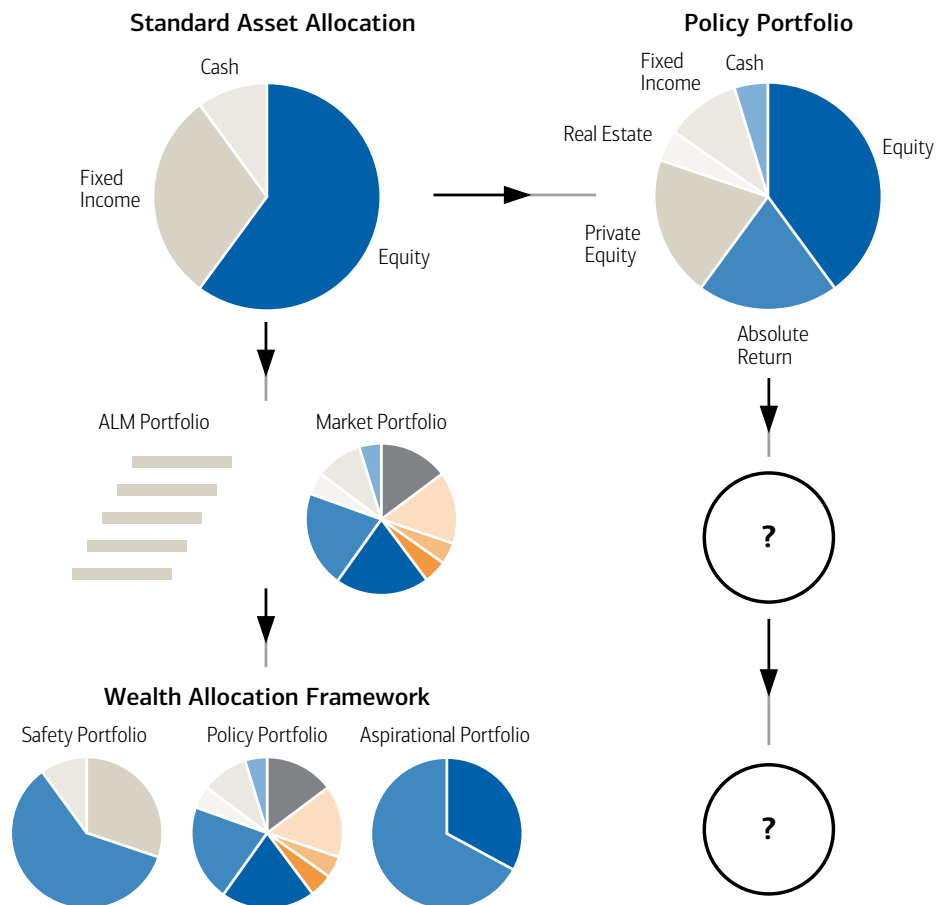 Standard Asset Allocation
Policy Portfolio
Cash
Fixed
Income
Equity
Fixed
Income
Cash
Real Estate
Equity
Private
Equity
Absolute
Return
ALM Portfolio
Market Portfolio
?
Wealth Allocation Framework
Safety Portfolio
Policy Portfolio
Aspirational Portfolio
?